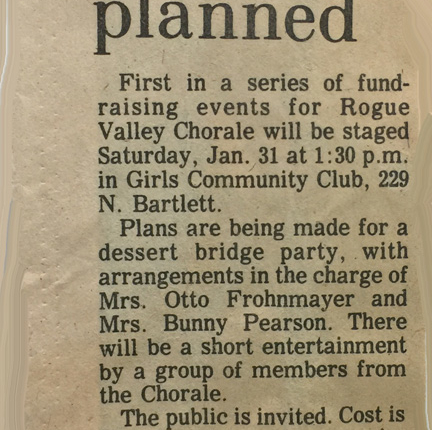 planned
First in a series of fund-
raising events for Rogue
Valley Chorale will be staged
Saturday, Jan. 31 at 1:30 p.m.
in Girls Community Club, 229
N. Bartlett.
Plans are being made for a
dessert bridge party, with
arrangements in the charge of
Mrs. Otto Frohnmayer and
Mrs. Bunny Pearson. There
will be a short entertainment
by a group of members from
the Chorale.
The public is invited. Cost is